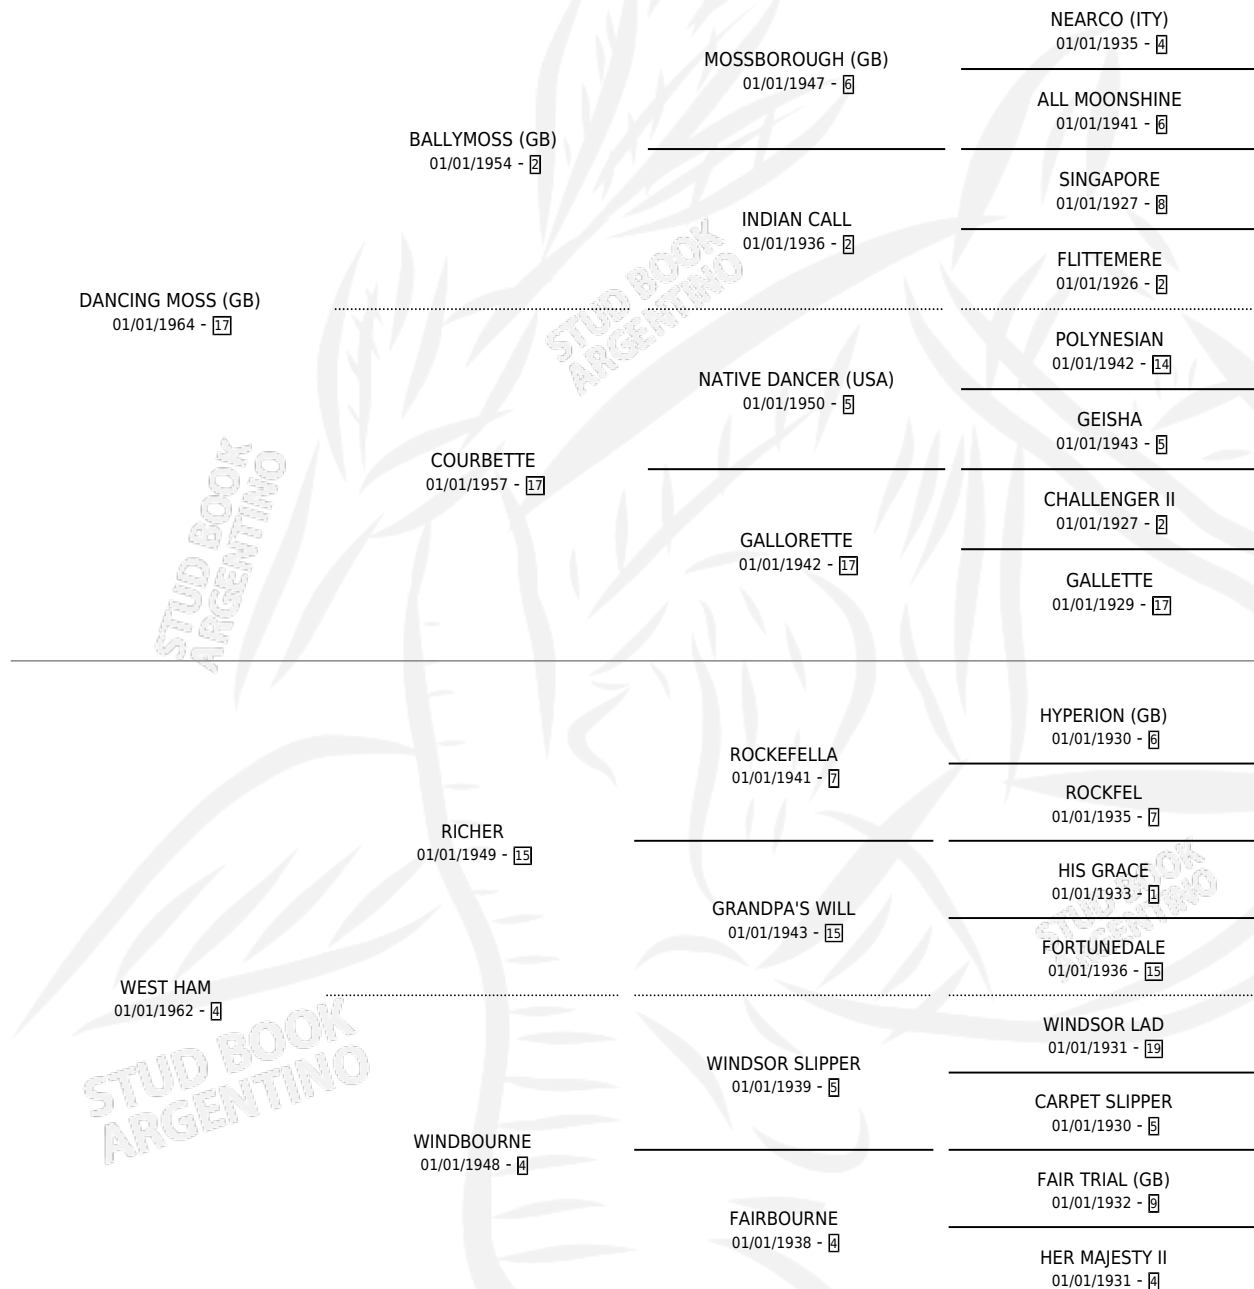 NEARCO (ITY)
01/01/1935 - 4
MOSSBOROUGH (GB)
01/01/1947 - 6
ALL MOONSHINE
01/01/1941 - 6
BALLYMOSS (GB)
01/01/1954 - 2
SINGAPORE
01/01/1927 - 8
INDIAN CALL
01/01/1936 - 2
FLITTEMERE
01/01/1926 - 2
DANCING MOSS (GB)
01/01/1964 - 17
STUD BOOK
ARGENTINO
POLYNESIAN
01/01/1942 - 14
NATIVE DANCER (USA)
01/01/1950 - 5
GEISHA
01/01/1943 - 5
COURBETTE
01/01/1957 - 17
CHALLENGER II
01/01/1927 - 2
GALLORETTE
01/01/1942 - 17
GALLETTE
01/01/1929 - 17
STUD BOOK
ARGENTINO
HYPERION (GB)
01/01/1930 - 6
ROCKEFELLA
01/01/1941 - 7
ROCKFEL
01/01/1935 - 7
RICHER
01/01/1949 - 15
HIS GRACE
01/01/1933 - 1
GRANDPA'S WILL
01/01/1943 - 15
STUD BOOK
ARGENTINO
FORTUNEDALE
01/01/1936 - 15
WEST HAM
01/01/1962 - 4
STUD BOOK
ARGENTINO
WINDSOR LAD
01/01/1931 - 19
WINDSOR SLIPPER
01/01/1939 - 5
CARPET SLIPPER
01/01/1930 - 5
WINDBOURNE
01/01/1948 - 4
FAIR TRIAL (GB)
01/01/1932 - 9
FAIRBOURNE
01/01/1938 - 4
HER MAJESTY II
01/01/1931 - 4